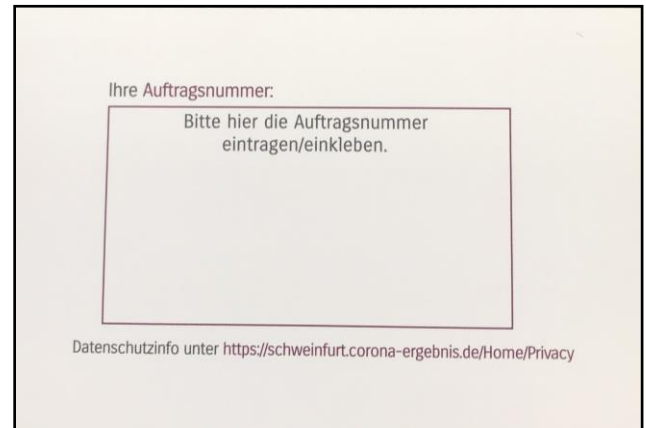 Ihre Auftragsnummer:
Bitte hier die Auftragsnummer
eintragen/einkleben.
Datenschutzinfo unter https://schweinfurt.corona-ergebnis.de/Home/Privacy